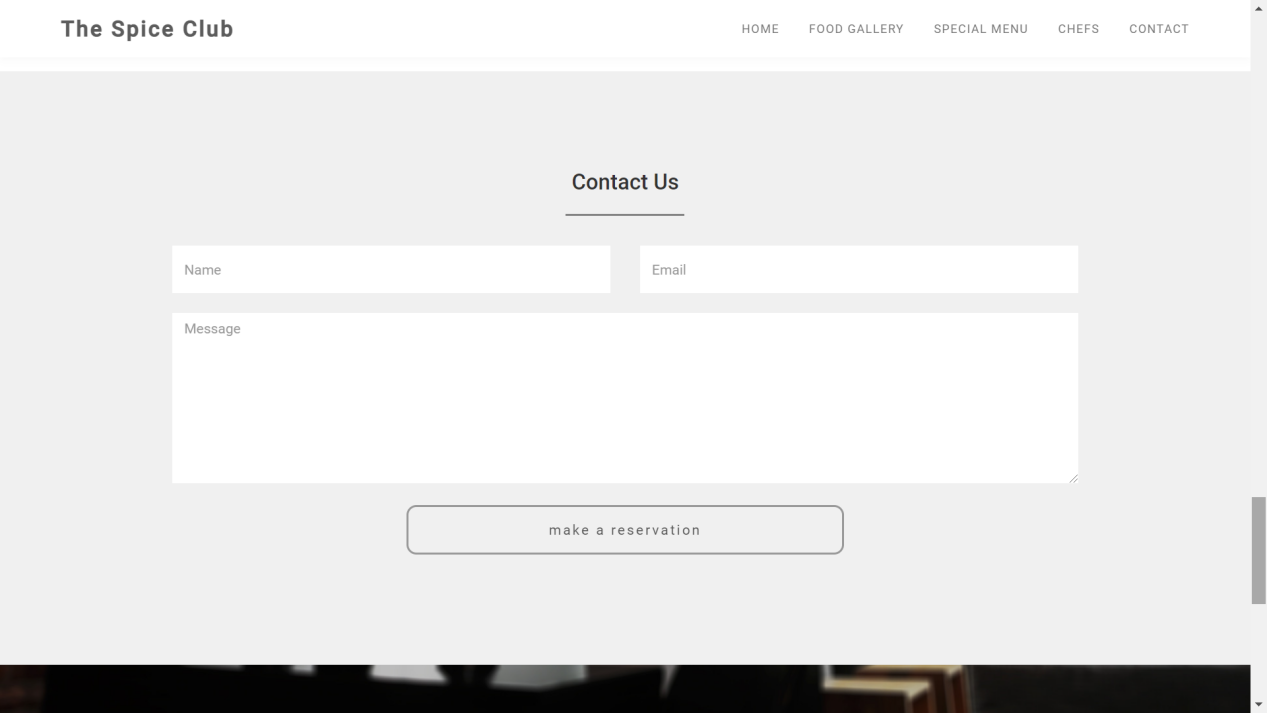 The Spice Club
HOME FOOD GALLERY SPECIAL MENU CHEFS CONTACT
Contact Us
Name
Email
Message
make a reservation